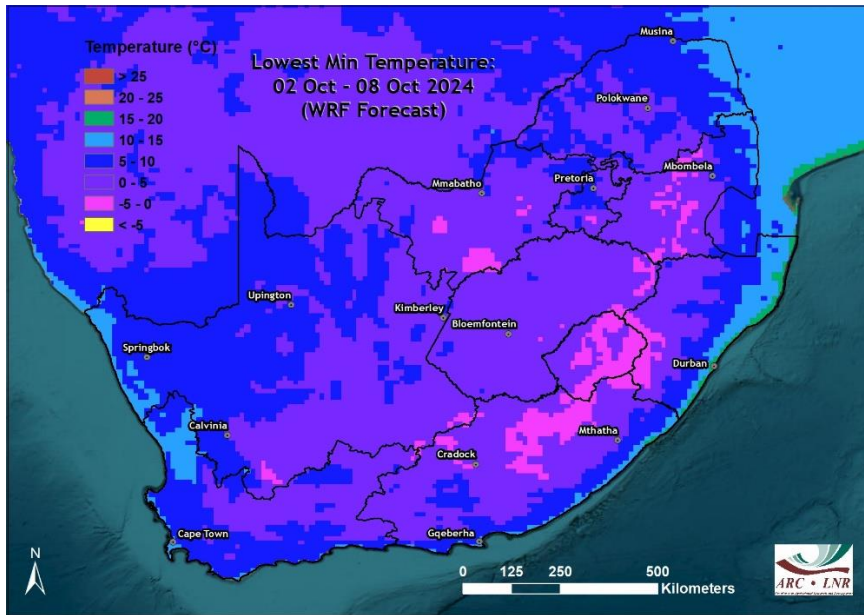 Temperature (°C)
> 25
20 - 25
15 - 20
10 - 15
5 - 10
0 - 5
-5 - 0
< -5
Lowest Min Temperature:
02 Oct - 08 Oct 2024
(WRF Forecast)
Musina
Polokwane
Mbombela
Pretoria
Mmabatho
Upington
Kimberley
Bloemfontein
Springbok
Durban
Calvinia
Mthatha
Cradock
Cape Town
Gqeberha
N
0 125 250 500
Kilometers
ARC • LNR